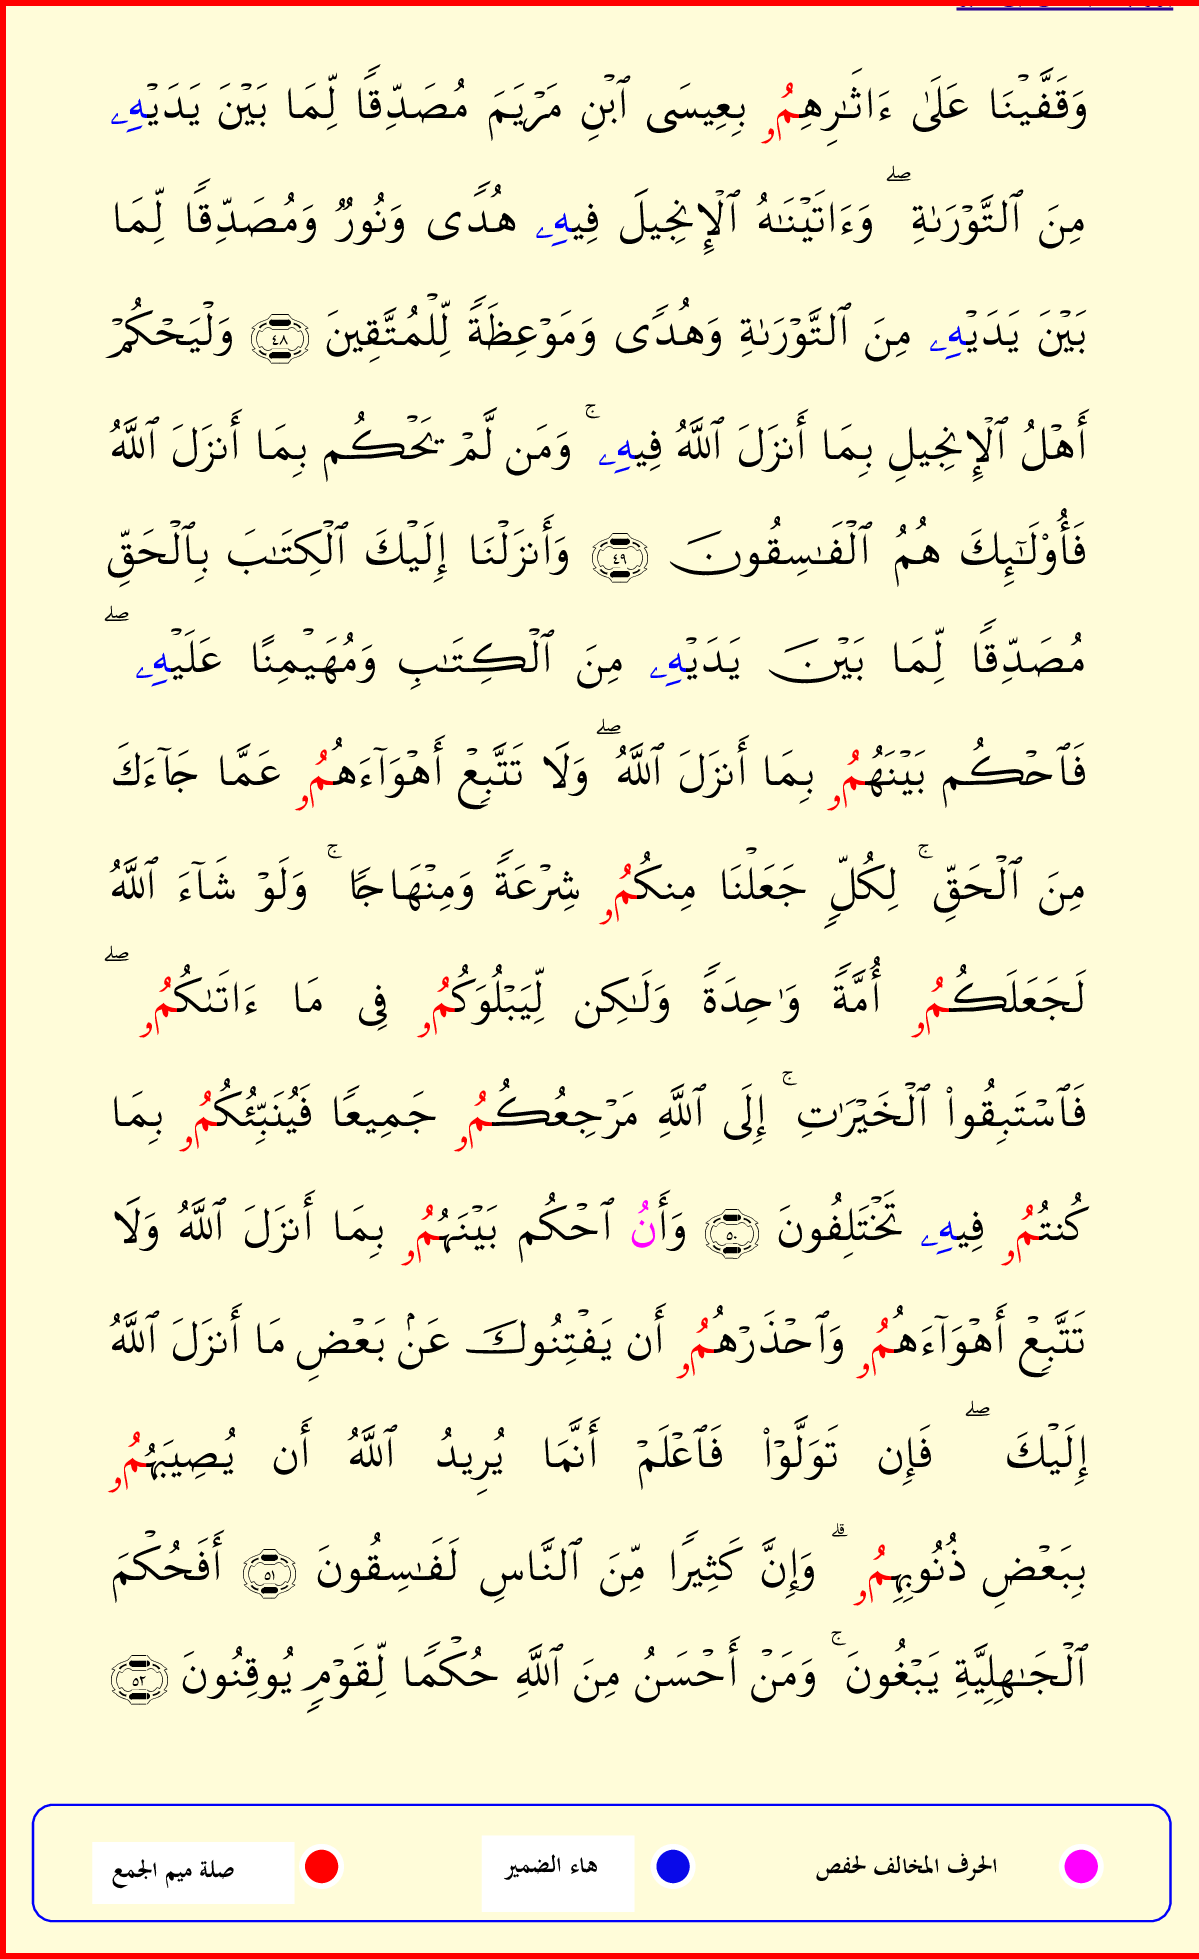 وَقَفَّيۡنَا عَلَىٰٓ ءَاثَٰرِهِمُۥ بِعِيسَى ٱبۡنِ مَرۡيَمَ مُصَدِّقٗا لِّمَا بَيۡنَ يَدَيۡهِۦ
مِنَ ٱلتَّوۡرَىٰةِۖ وَءَاتَيۡنَٰهُ ٱلۡإِنجِيلَ فِيهِۦ هُدٗى وَنُورٞ وَمُصَدِّقٗا لِّمَا
بَيۡنَ يَدَيۡهِۦ مِنَ ٱلتَّوۡرَىٰةِ وَهُدٗى وَمَوۡعِظَةٗ لِّلۡمُتَّقِينَ ٤٨ وَلۡيَحۡكُمۡ
أَهۡلُ ٱلۡإِنجِيلِ بِمَا أَنزَلَ ٱللَّهُ فِيهِۦۚ وَمَن لَّمۡ يَحۡكُم بِمَا أَنزَلَ ٱللَّهُ
فَأُوْلَٰٓئِكَ هُمُ ٱلۡفَٰسِقُونَ ٤٩ وَأَنزَلۡنَا إِلَيۡكَ ٱلۡكِتَٰبَ بِٱلۡحَقِّ
مُصَدِّقٗا لِّمَا بَيۡنَ يَدَيۡهِۦ مِنَ ٱلۡكِتَٰبِ وَمُهَيۡمِنًا عَلَيۡهِۦۖ
فَٱحۡكُم بَيۡنَهُمُۥ بِمَا أَنزَلَ ٱللَّهُۖ وَلَا تَتَّبِعۡ أَهۡوَآءَهُمُۥ عَمَّا جَآءَكَ
مِنَ ٱلۡحَقِّۚ لِكُلّٖ جَعَلۡنَا مِنكُمُۥ شِرۡعَةٗ وَمِنۡهَاجٗاۚ وَلَوۡ شَآءَ ٱللَّهُ
لَجَعَلَكُمُۥ أُمَّةٗ وَٰحِدَةٗ وَلَٰكِن لِّيَبۡلُوَكُمُۥ فِي مَا ءَاتَىٰكُمُۥۖ
فَٱسۡتَبِقُواْ ٱلۡخَيۡرَٰتِۚ إِلَى ٱللَّهِ مَرۡجِعُكُمُۥ جَمِيعٗا فَيُنَبِّئُكُمُۥ بِمَا
كُنتُمُۥ فِيهِۦ تَخۡتَلِفُونَ ٥٠ وَأَنُ ٱحۡكُم بَيۡنَهُمُۥ بِمَا أَنزَلَ ٱللَّهُ وَلَا
تَتَّبِعۡ أَهۡوَآءَهُمُۥ وَٱحۡذَرۡهُمُۥ أَن يَفۡتِنُوكَ عَنۢ بَعۡضِ مَا أَنزَلَ ٱللَّهُ
إِلَيۡكَۖ فَإِن تَوَلَّوۡاْ فَٱعۡلَمۡ أَنَّمَا يُرِيدُ ٱللَّهُ أَن يُصِيبَهُمُۥ
بِبَعۡضِ ذُنُوبِهِمُۥۗ وَإِنَّ كَثِيرٗا مِّنَ ٱلنَّاسِ لَفَٰسِقُونَ ٥١ أَفَحُكۡمَ
ٱلۡجَٰهِلِيَّةِ يَبۡغُونَۚ وَمَنۡ أَحۡسَنُ مِنَ ٱللَّهِ حُكۡمٗا لِّقَوۡمٖ يُوقِنُونَ ٥٢
الحرف المخالف لحفص هاء الضمير صلة ميم الجمع